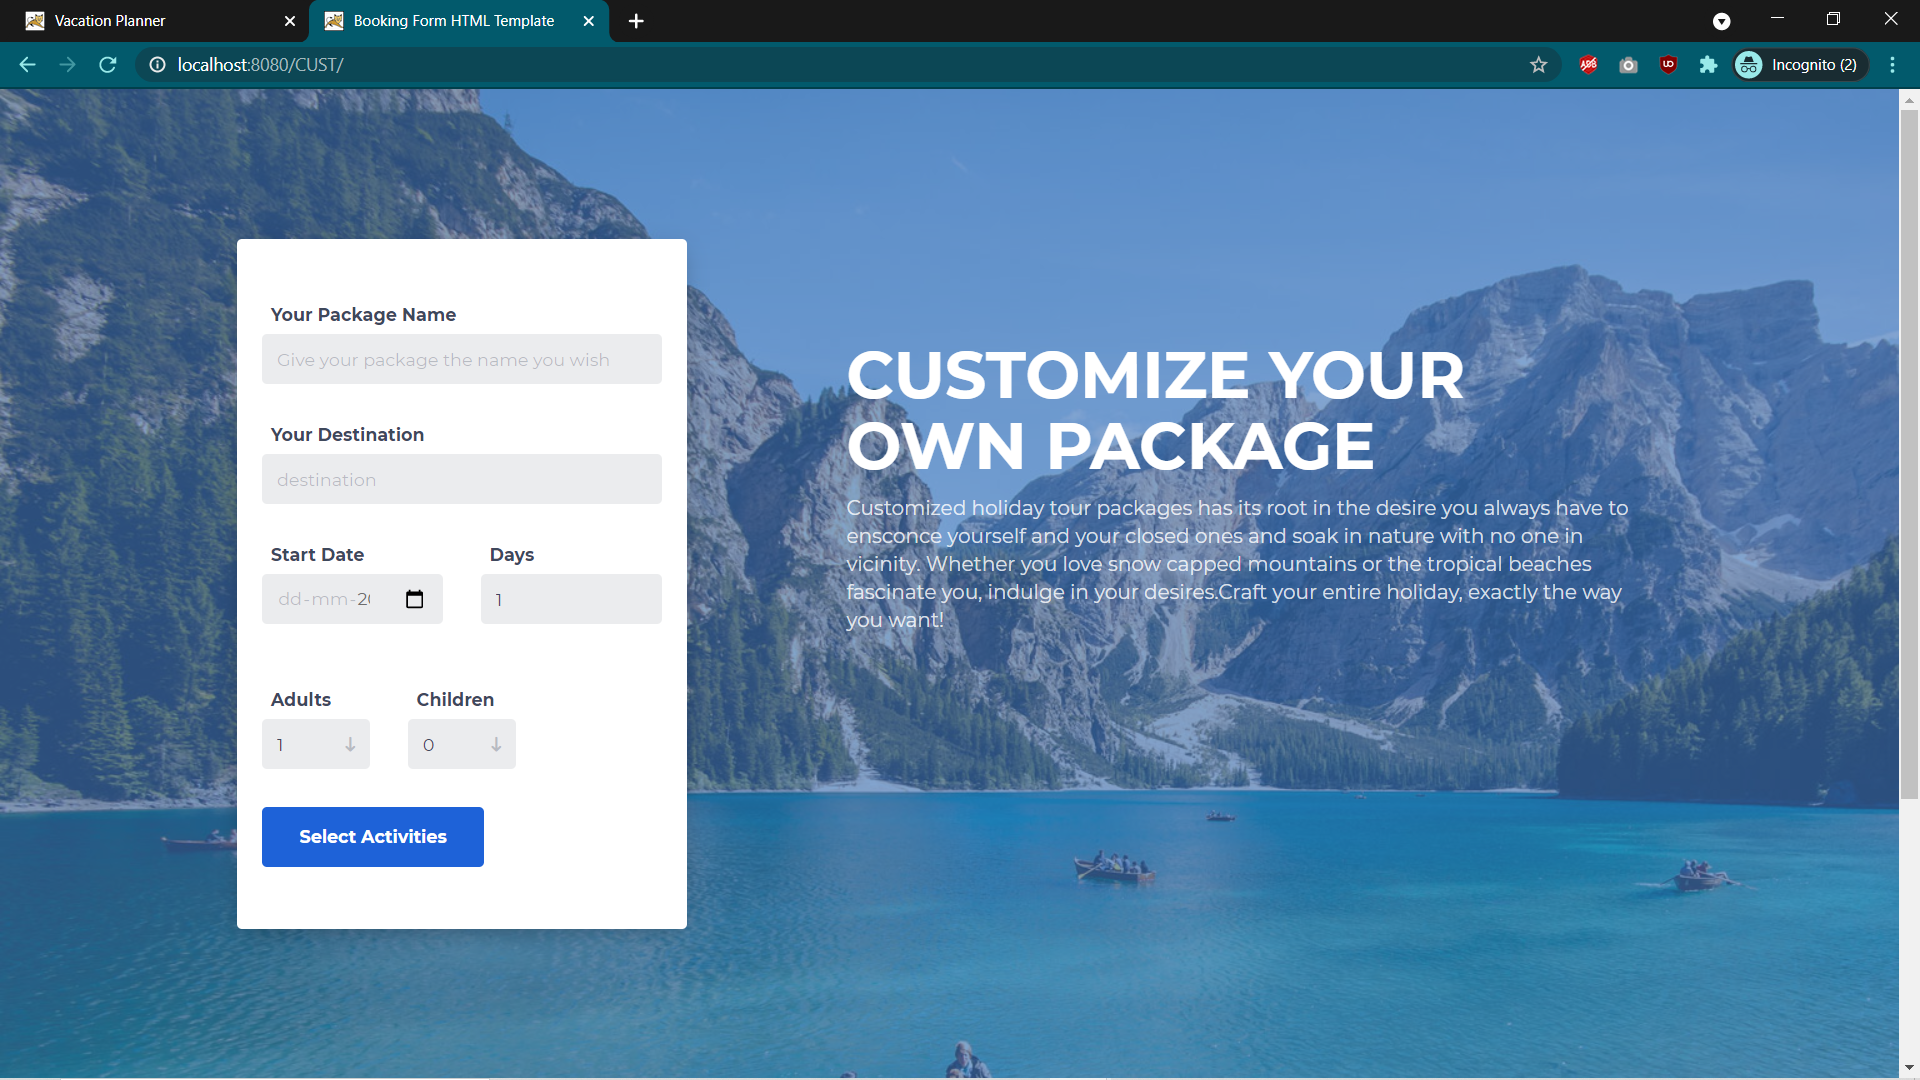 Vacation Planner
Booking Form HTML Template
localhost:8080/CUST/
Incognito (2)
Your Package Name
Give your package the name you wish
Your Destination
destination
Start Date
Days
dd-mm-20
1
Adults
Children
1
0
Select Activities
CUSTOMIZE YOUR
OWN PACKAGE
Customized holiday tour packages has its root in the desire you always have to
ensconce yourself and your closed ones and soak in nature with no one in
vicinity. Whether you love snow capped mountains or the tropical beaches
fascinate you, indulge in your desires.Craft your entire holiday, exactly the way
you want!